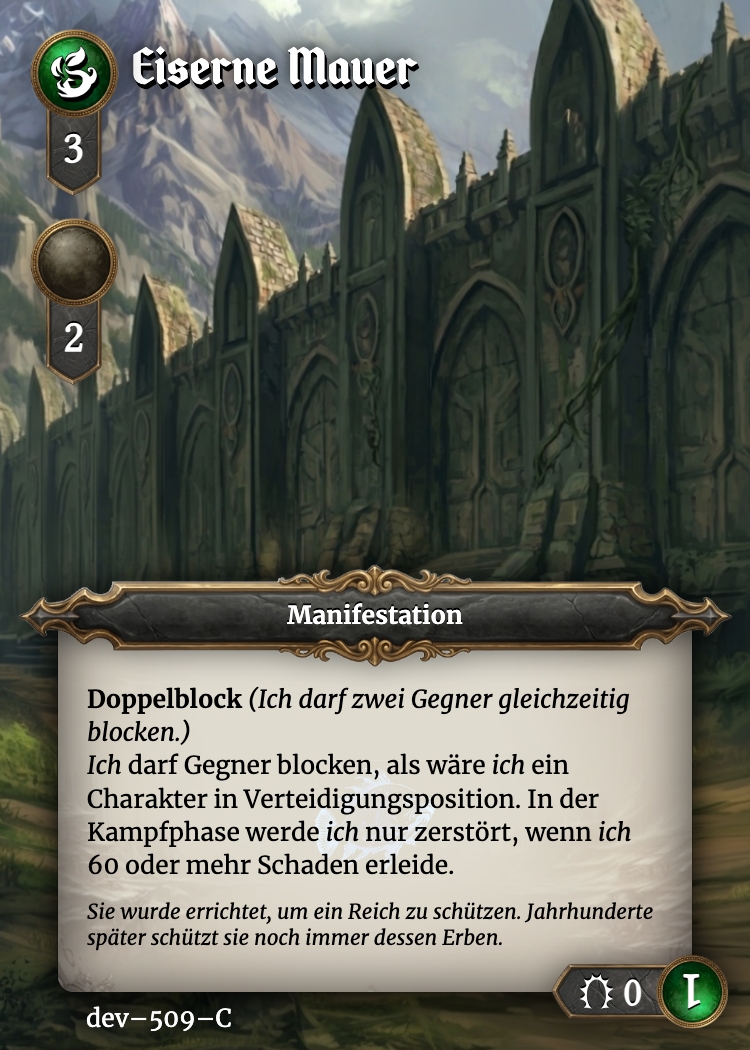 Eiserne Mauer
3
2
Manifestation
Doppelblock (Ich darf zwei Gegner gleichzeitig
blocken.)
Ich darf Gegner blocken, als wäre ich ein
Charakter in Verteidigungsposition. In der
Kampfphase werde ich nur zerstört, wenn ich
60 oder mehr Schaden erleide.
Sie wurde errichtet, um ein Reich zu schützen. Jahrhunderte
später schützt sie noch immer dessen Erben.
0 1
dev–509–C